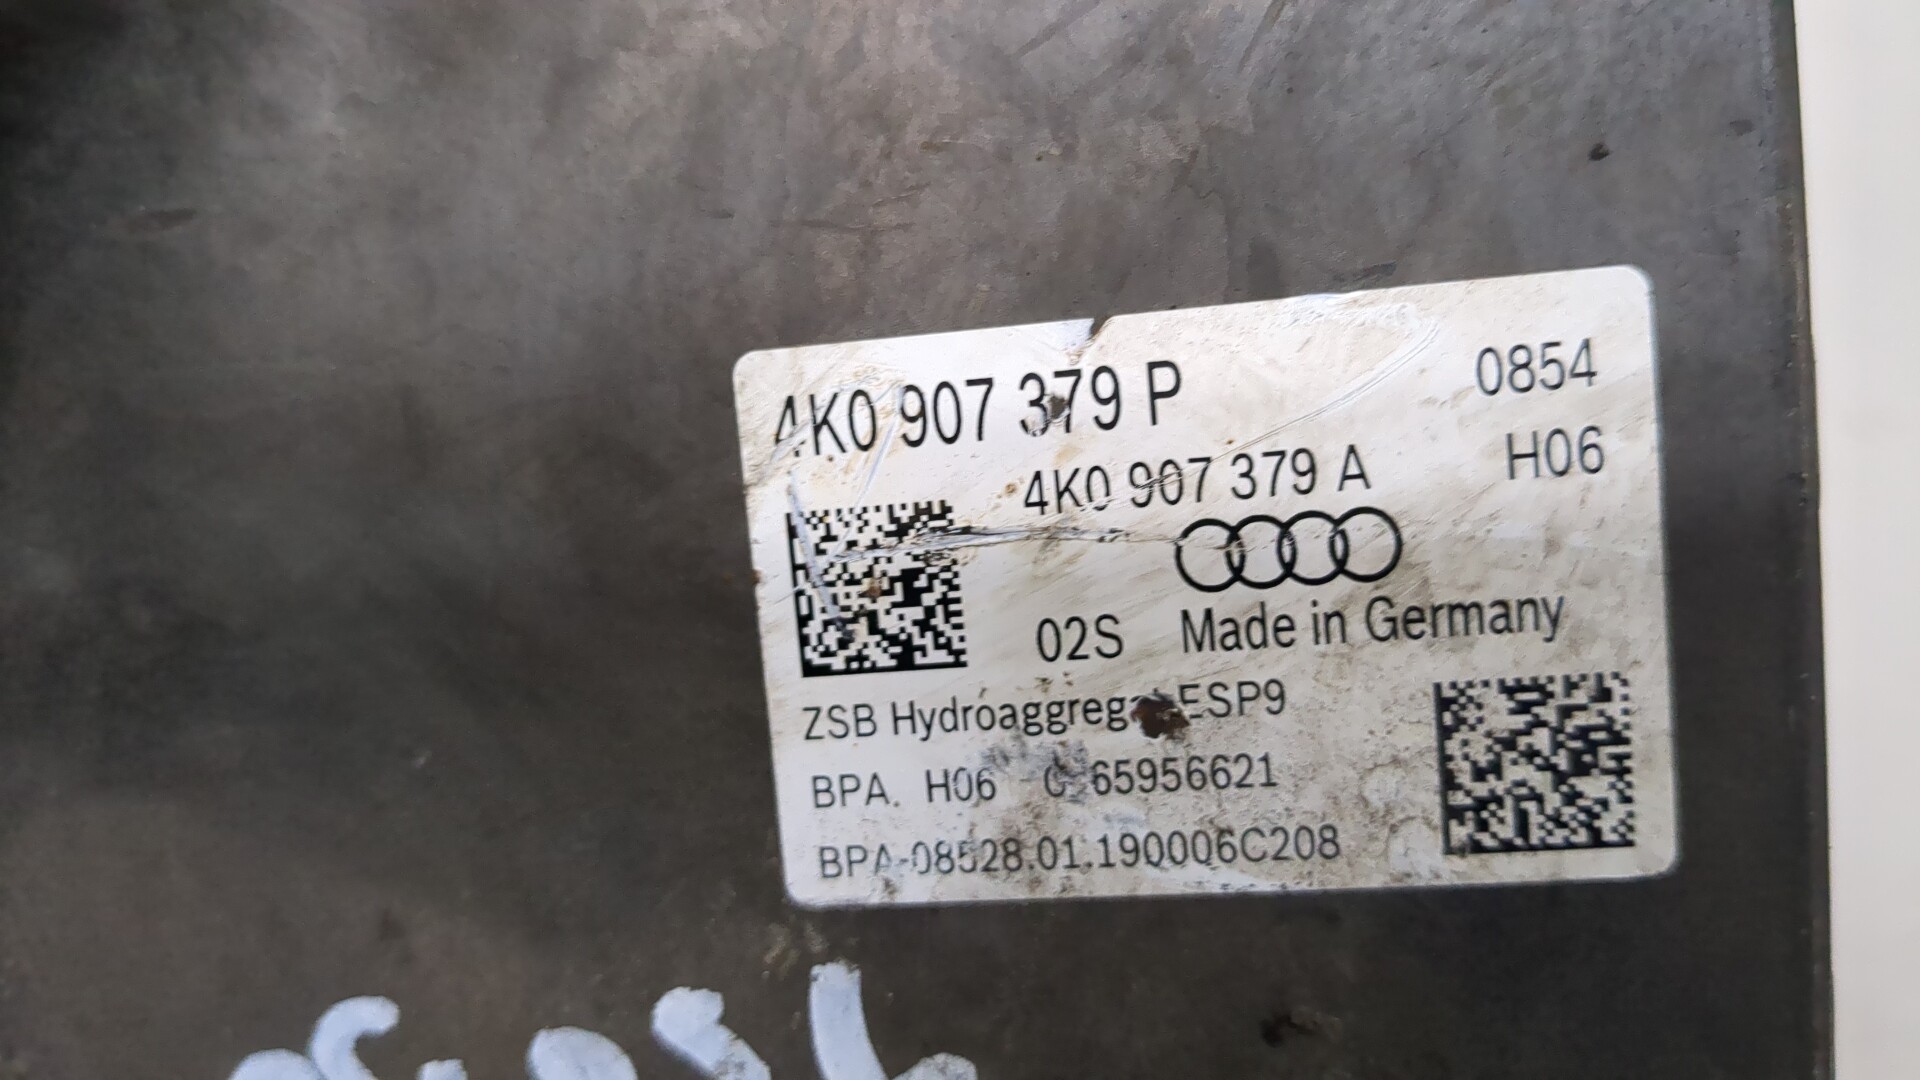 4K0 907 379 P 0854
4K0 907 379 A H06
02S Made in Germany
ZSB Hydroaggregat ESP9
BPA. H06 65956621
BPA-08528.01.190006C208